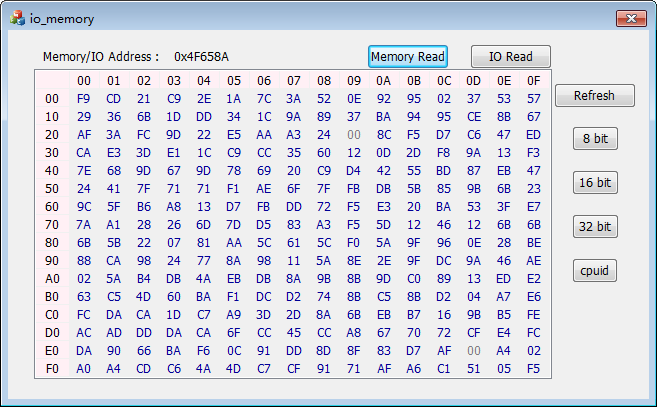 io_memory
Memory/IO Address : 0x4F658A Memory Read IO Read
00 01 02 03 04 05 06 07 08 09 0A 0B 0C 0D 0E 0F
00 F9 CD 21 C9 2E 1A 7C 3A 52 0E 92 95 02 37 53 57
10 29 36 6B 1D DD 34 1C 9A 89 37 BA 94 95 CE 8B 67
20 AF 3A FC 9D 22 E5 AA A3 24 00 8C F5 D7 C6 47 ED
30 CA E3 3D E1 1C C9 CC 35 60 12 0D 2D F8 9A 13 F3
40 7E 68 9D 67 9D 78 69 20 C9 D4 42 55 BD 87 EB 47
50 24 41 7F 71 71 F1 AE 6F 7F FB DB 5B 85 9B 6B 23
60 9C 5F B6 A8 13 D7 FB DD 72 F5 E3 20 BA 53 3F E7
70 7A A1 28 26 6D 7D D5 83 A3 F5 5D 12 46 12 6B 6B
80 6B 5B 22 07 81 AA 5C 61 5C F0 5A 9F 96 0E 28 BE
90 88 CA 98 24 77 8A 98 11 5A 8E 2E 9F DC 9A 46 AE
A0 02 5A B4 DB 4A EB DB 8A 9B 8B 9D C0 89 13 ED E2
B0 63 C5 4D 60 BA F1 DC D2 74 8B C5 8B D2 04 A7 E6
C0 FC DA CA 1D C7 A9 3D 2D 8A 6B EB B7 16 9B B5 FE
D0 AC AD DD DA CA 6F CC 45 CC A8 67 70 72 CF E4 FC
E0 DA 90 66 BA F6 0C 91 DD 8D 8F 83 D7 AF 00 A4 02
F0 A0 A4 CD C6 4A 4D C7 CF 91 71 AF A6 C1 51 05 F5
Refresh
8 bit
16 bit
32 bit
cpuid